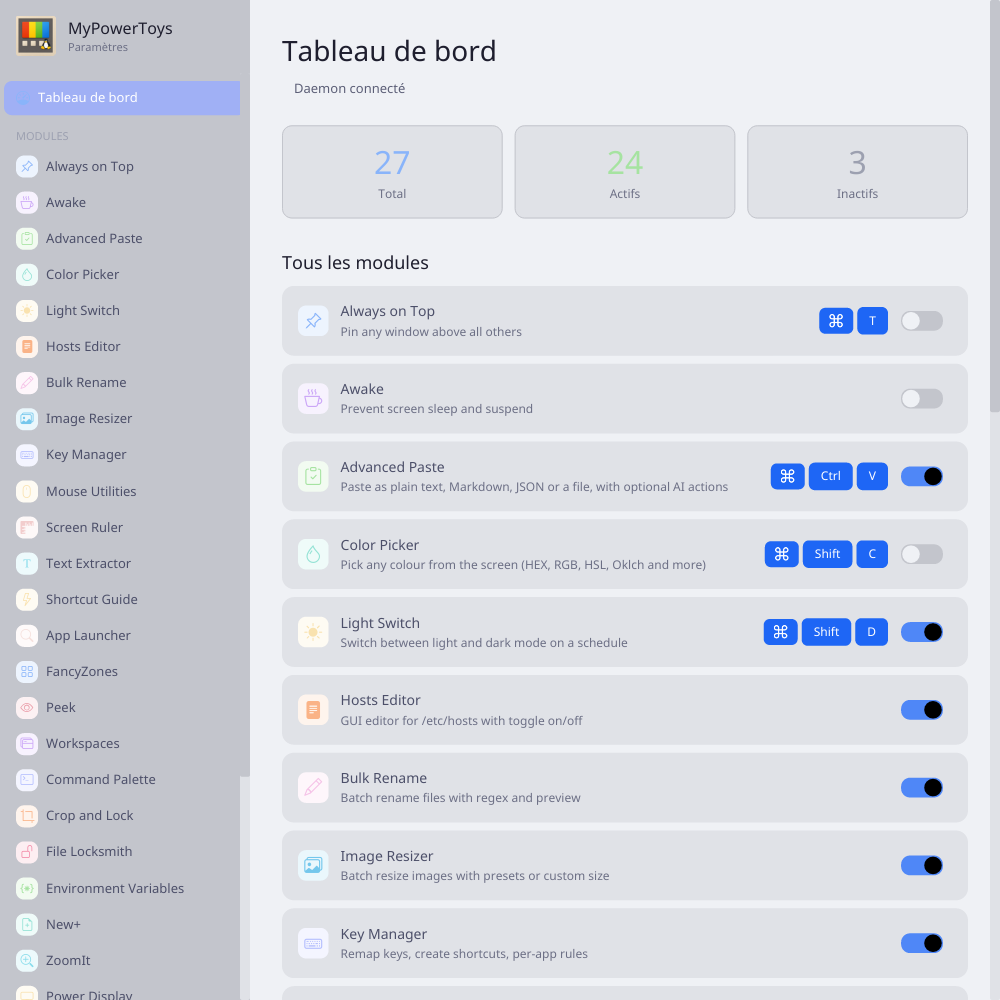 MyPowerToys
Paramètres
Tableau de bord
MODULES
Always on Top
Awake
Advanced Paste
Color Picker
Light Switch
Hosts Editor
Bulk Rename
Image Resizer
Key Manager
Mouse Utilities
Screen Ruler
Text Extractor
Shortcut Guide
App Launcher
FancyZones
Peek
Workspaces
Command Palette
Crop and Lock
File Locksmith
Environment Variables
New+
ZoomIt
Power Display
Tableau de bord
Daemon connecté
27
Total
24
Actifs
3
Inactifs
Tous les modules
Always on Top
Pin any window above all others
⌘ T
Awake
Prevent screen sleep and suspend
Advanced Paste
Paste as plain text, Markdown, JSON or a file, with optional AI actions
⌘ Ctrl V
Color Picker
Pick any colour from the screen (HEX, RGB, HSL, Oklch and more)
⌘ Shift C
Light Switch
Switch between light and dark mode on a schedule
⌘ Shift D
Hosts Editor
GUI editor for /etc/hosts with toggle on/off
Bulk Rename
Batch rename files with regex and preview
Image Resizer
Batch resize images with presets or custom size
Key Manager
Remap keys, create shortcuts, per-app rules